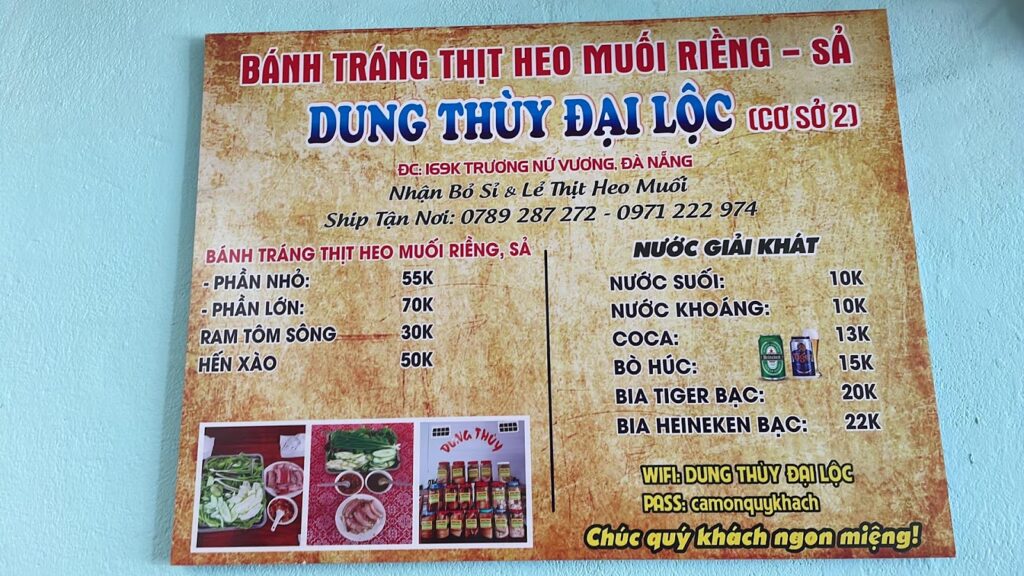 BÁNH TRÁNG THỊT HEO MUỐI RIỀNG – SẢ
DUNG THÙY ĐẠI LỘC (CƠ SỞ 2)
ĐC: 169K TRƯƠNG NỮ VƯƠNG, ĐÀ NẴNG
Nhận Bỏ Sỉ & Lẻ Thịt Heo Muối
Ship Tận Nơi: 0789 287 272 - 0971 222 974
BÁNH TRÁNG THỊT HEO MUỐI RIỀNG, SẢ
- PHẦN NHỎ: 55K
- PHẦN LỚN: 70K
RAM TÔM SÔNG 30K
HẾN XÀO 50K
DUNG THÙY
NƯỚC GIẢI KHÁT
NƯỚC SUỐI: 10K
NƯỚC KHOÁNG: 10K
COCA: 13K
BÒ HÚC: 15K
BIA TIGER BẠC: 20K
BIA HEINEKEN BẠC: 22K
Heineken
WIFI: DUNG THÙY ĐẠI LỘC
PASS: camonquykhach
Chúc quý khách ngon miệng!